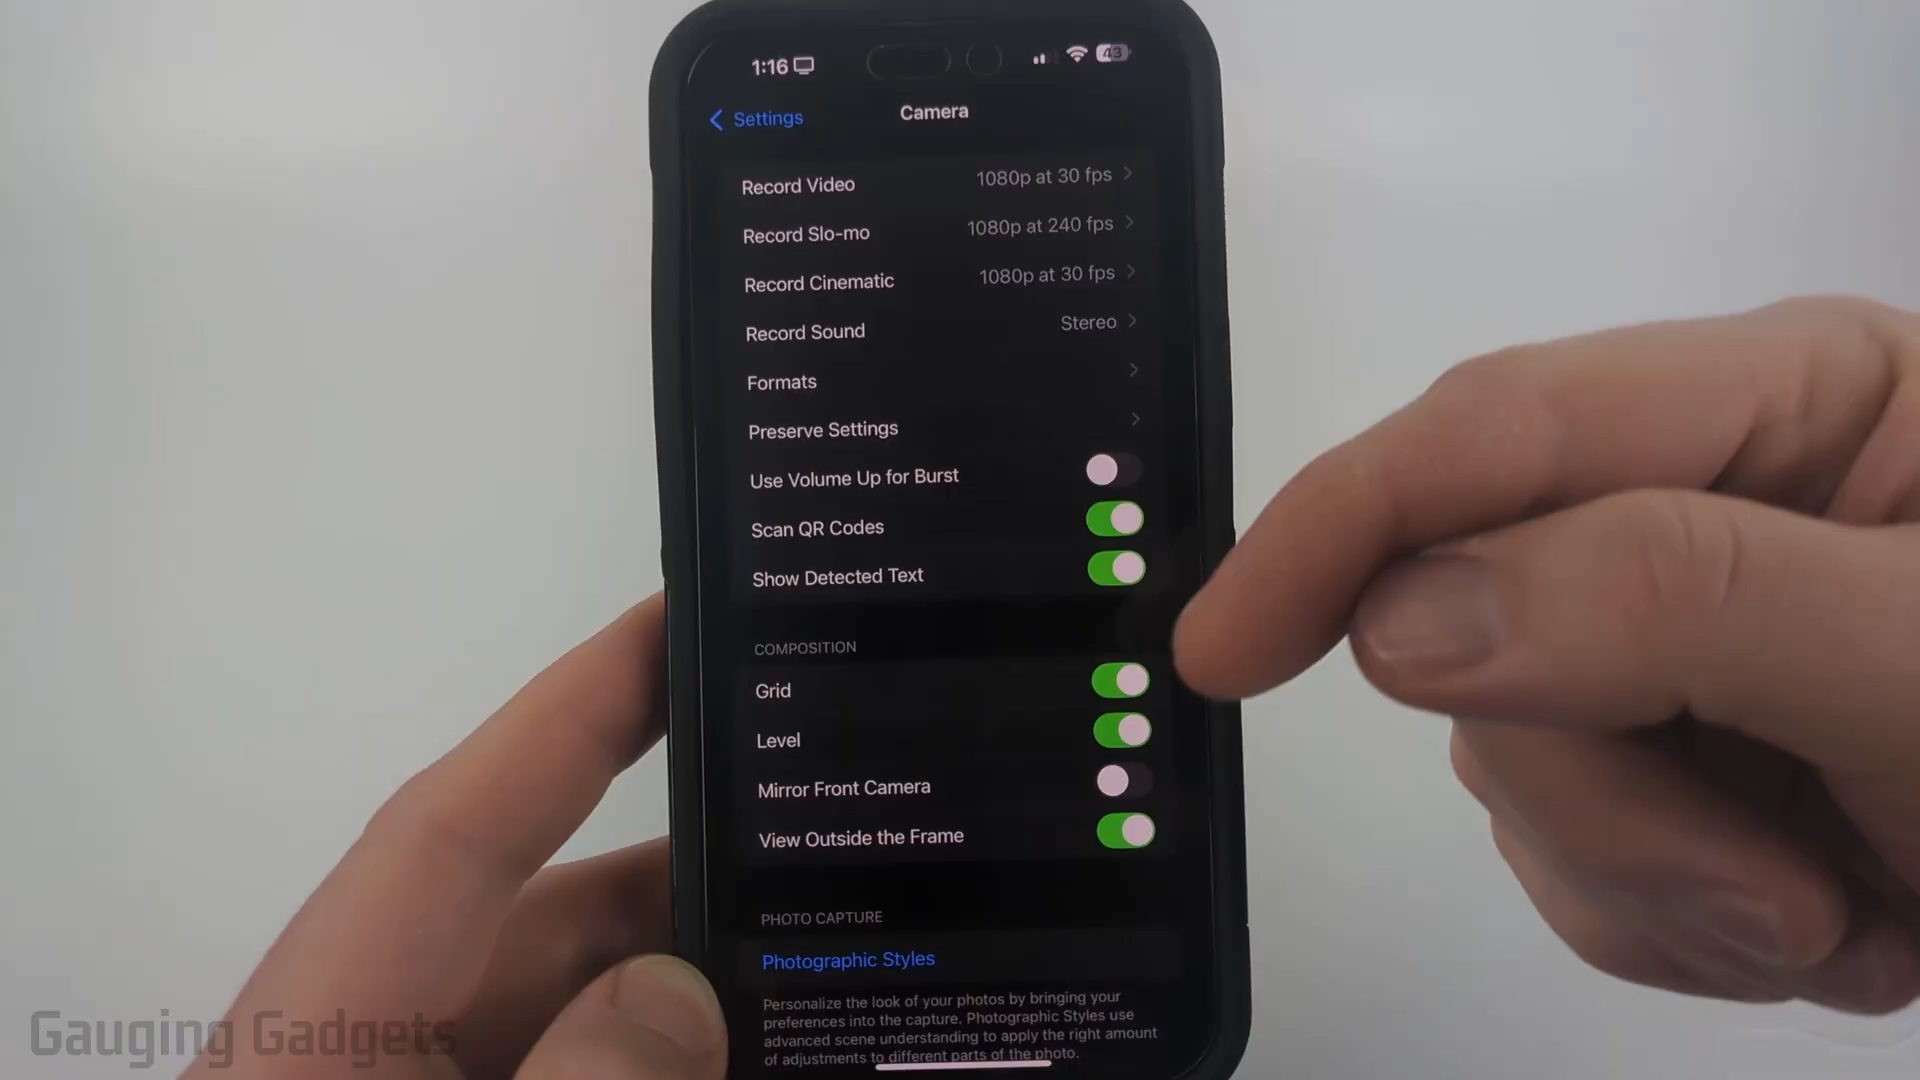 1:16
43
Settings
Camera
Record Video 1080p at 30 fps
Record Slo-mo 1080p at 240 fps
Record Cinematic 1080p at 30 fps
Record Sound Stereo
Formats
Preserve Settings
Use Volume Up for Burst
Scan QR Codes
Show Detected Text
COMPOSITION
Grid
Level
Mirror Front Camera
View Outside the Frame
PHOTO CAPTURE
Photographic Styles
Personalize the look of your photos by bringing your
preferences into the capture. Photographic Styles use
advanced scene understanding to apply the right amount
of adjustments to different parts of the photo.
Gauging Gadgets